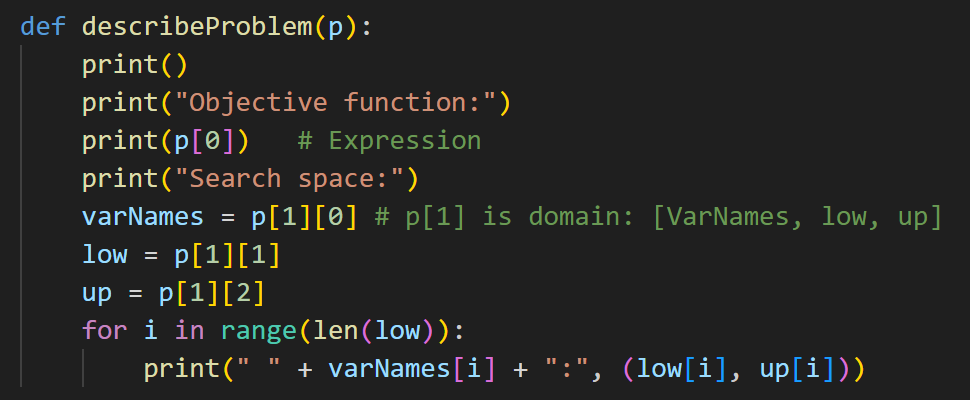 def describeProblem(p):
    print()
    print("Objective function:")
    print(p[0])   # Expression
    print("Search space:")
    varNames = p[1][0] # p[1] is domain: [VarNames, low, up]
    low = p[1][1]
    up = p[1][2]
    for i in range(len(low)):
        print(" " + varNames[i] + ":", (low[i], up[i]))